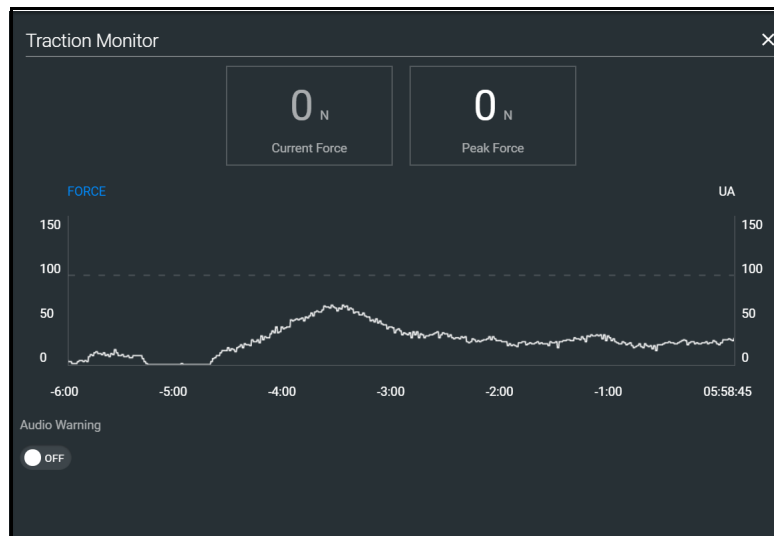 Traction Monitor
0 N
Current Force
0 N
Peak Force
FORCE
UA
150
150
100
100
50
50
0
0
-6:00 -5:00 -4:00 -3:00 -2:00 -1:00 05:58:45
Audio Warning
OFF